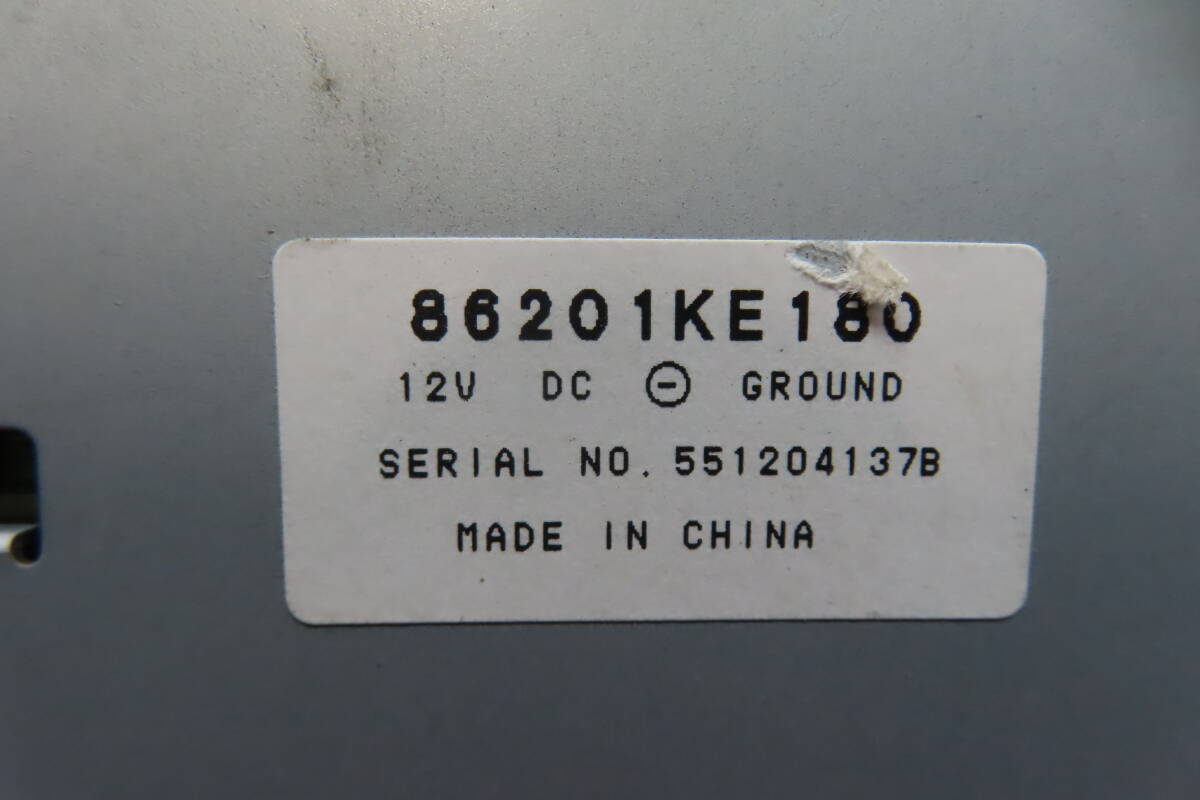 86201KE180
12V DC ⊖ GROUND
SERIAL NO. 551204137B
MADE IN CHINA